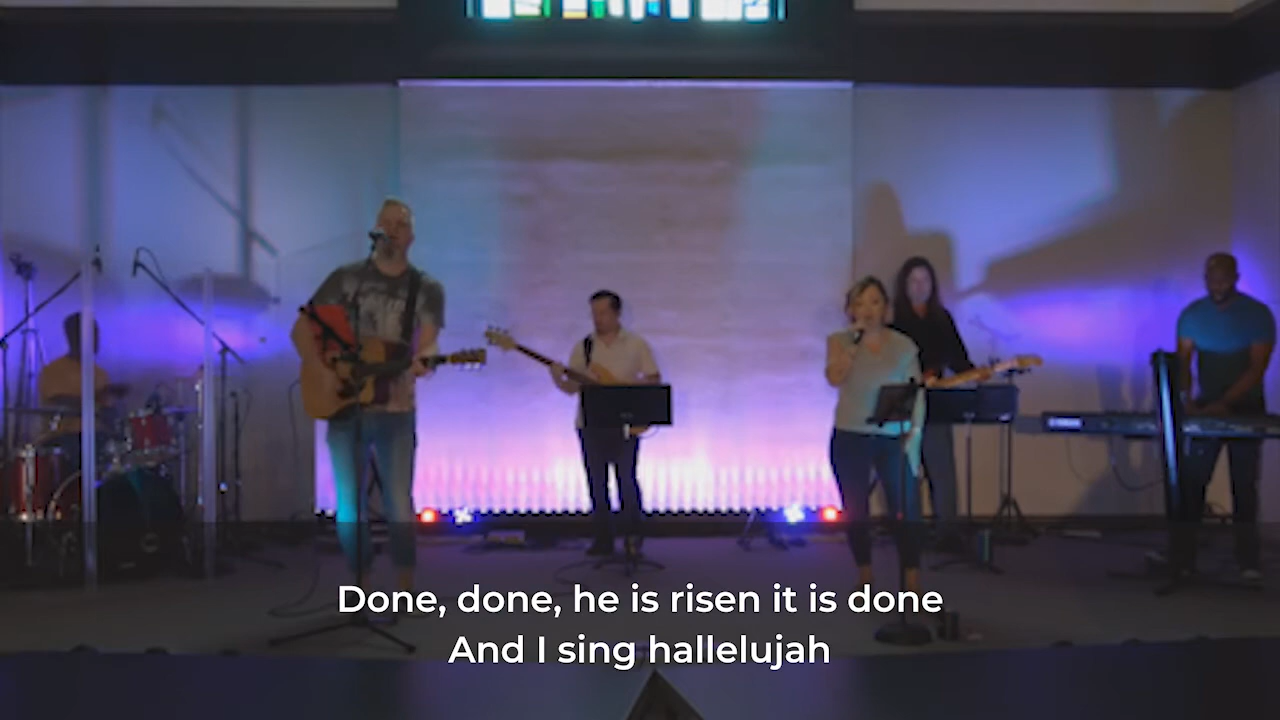 Done, done, he is risen it is done
And I sing hallelujah